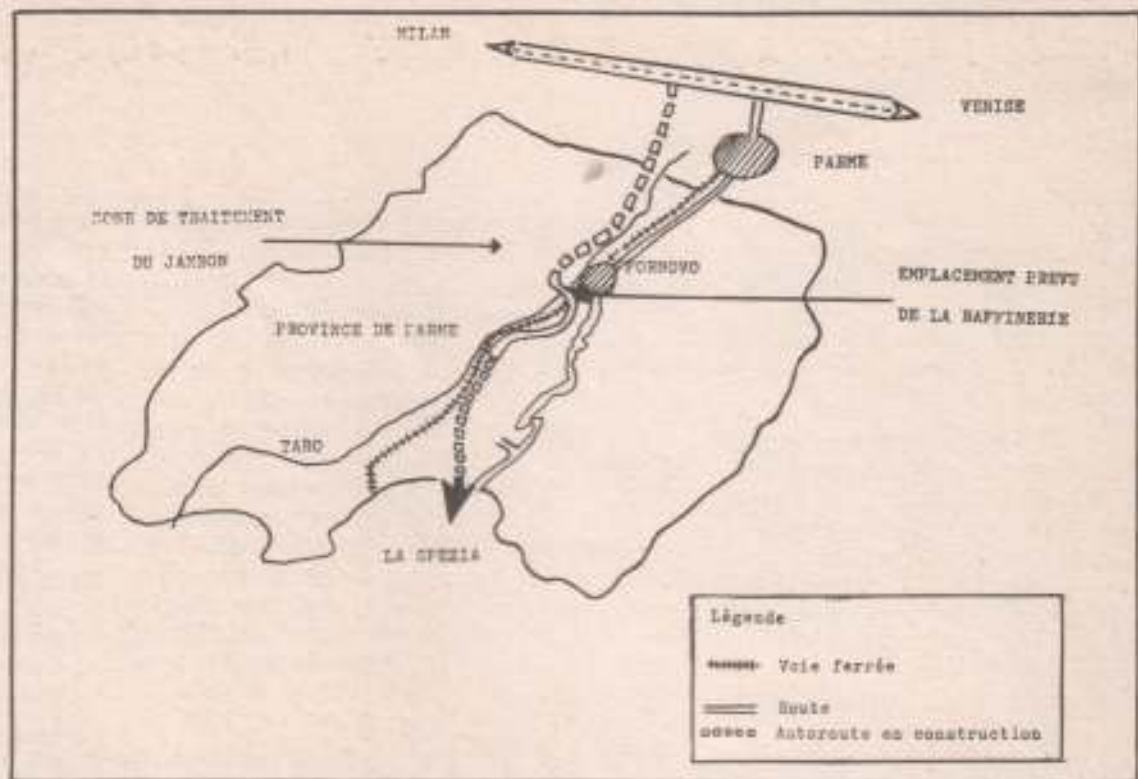 MILAN
VENISE
PARME
ZONE DE TRAITEMENT
DU JAMBON
FORNOVO
EMPLACEMENT PREVU
DE LA RAFFINERIE
PROVINCE DE PARME
TARO
LA SPEZIA
Légende
Voie ferrée
Route
Autoroute en construction